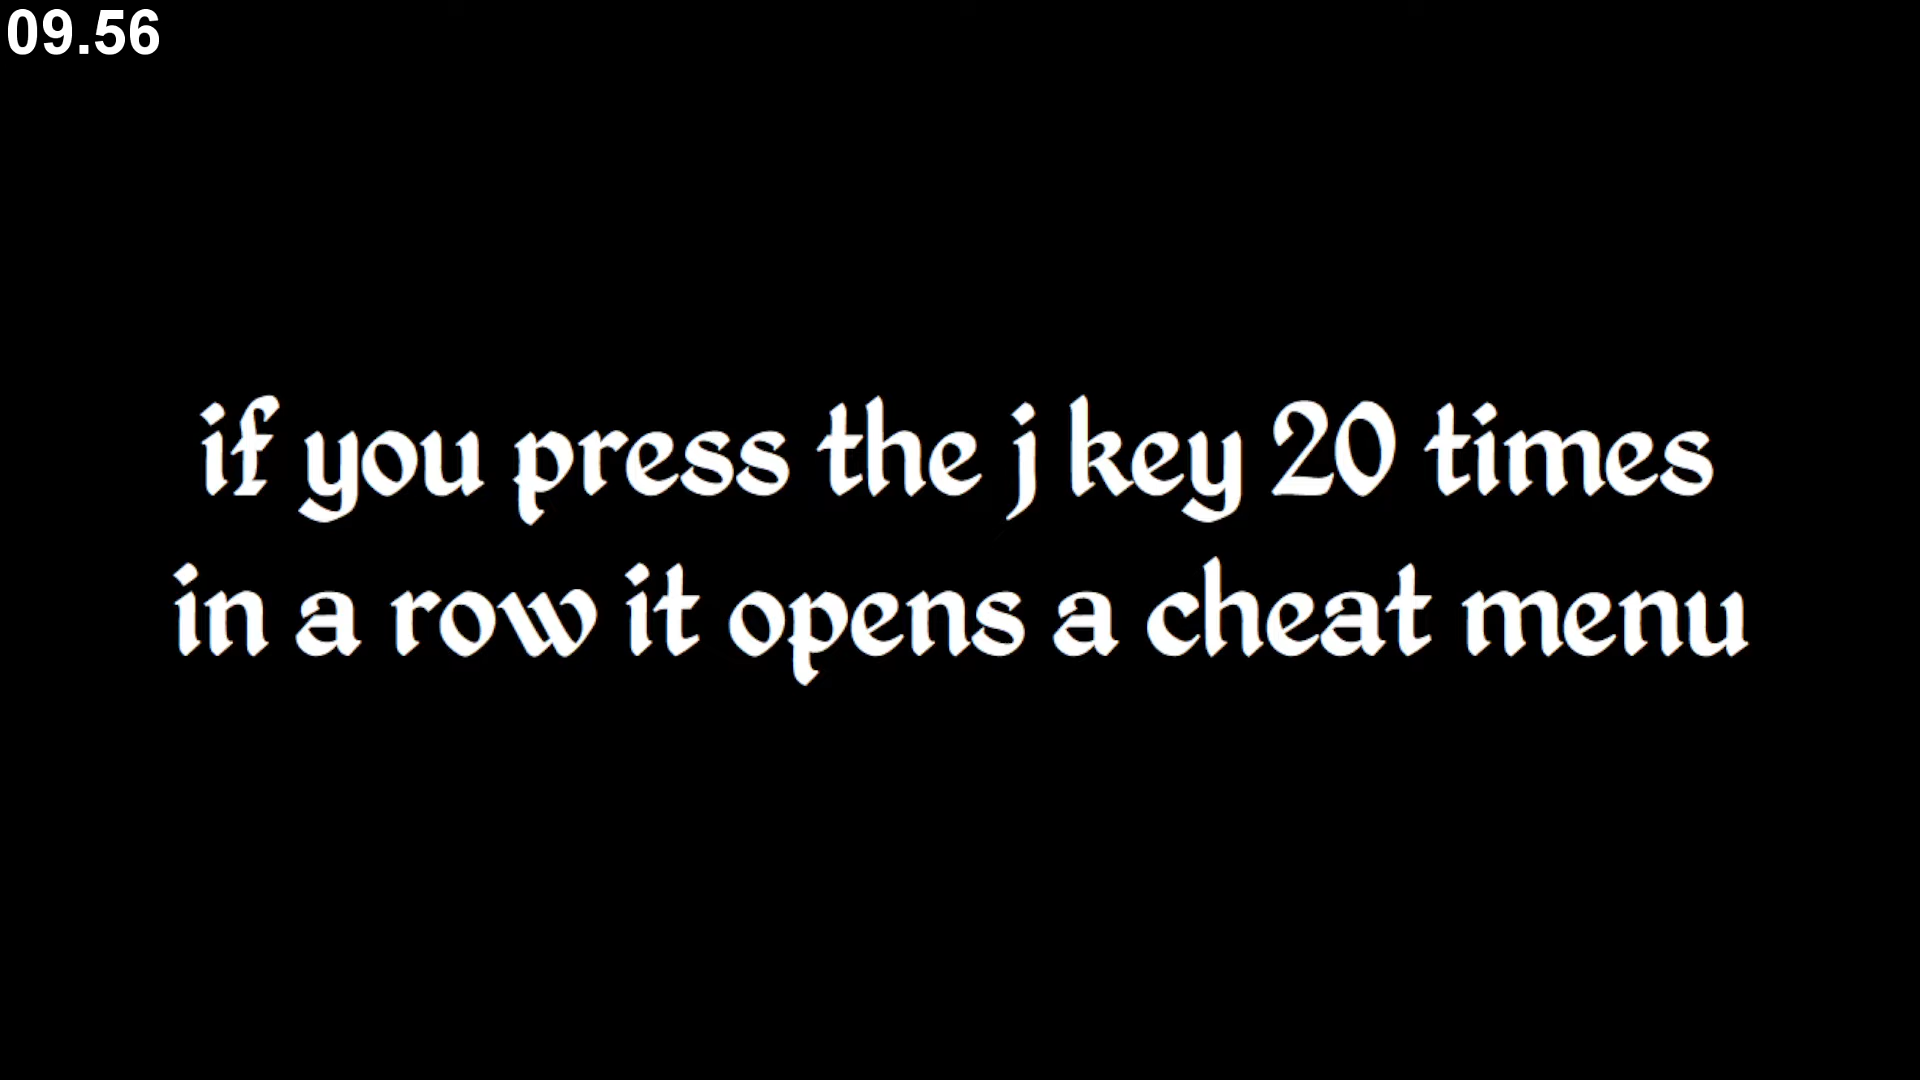 09.56
if you press the j key 20 times
in a row it opens a cheat menu